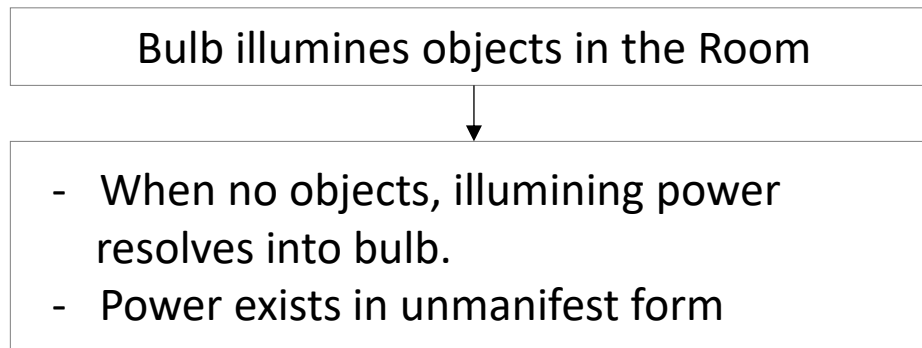 Bulb illumines objects in the Room
- When no objects, illumining power
resolves into bulb.
- Power exists in unmanifest form